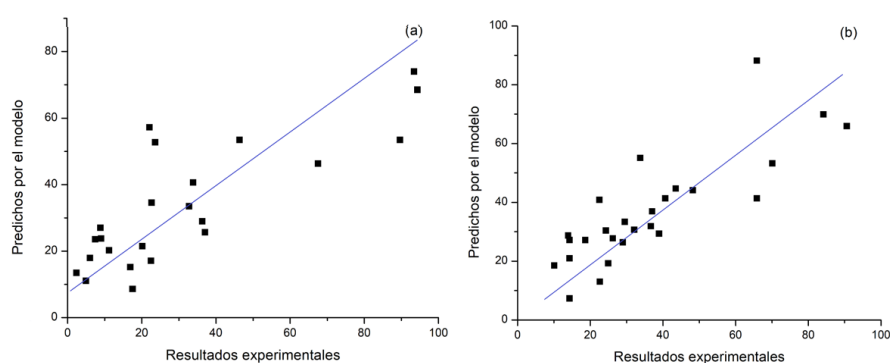 (a)
Predichos por el modelo
80
60
40
20
0
0 20 40 60 80 100
Resultados experimentales
(b)
Predichos por el modelo
100
80
60
40
20
0
0 20 40 60 80 100
Resultados experimentales